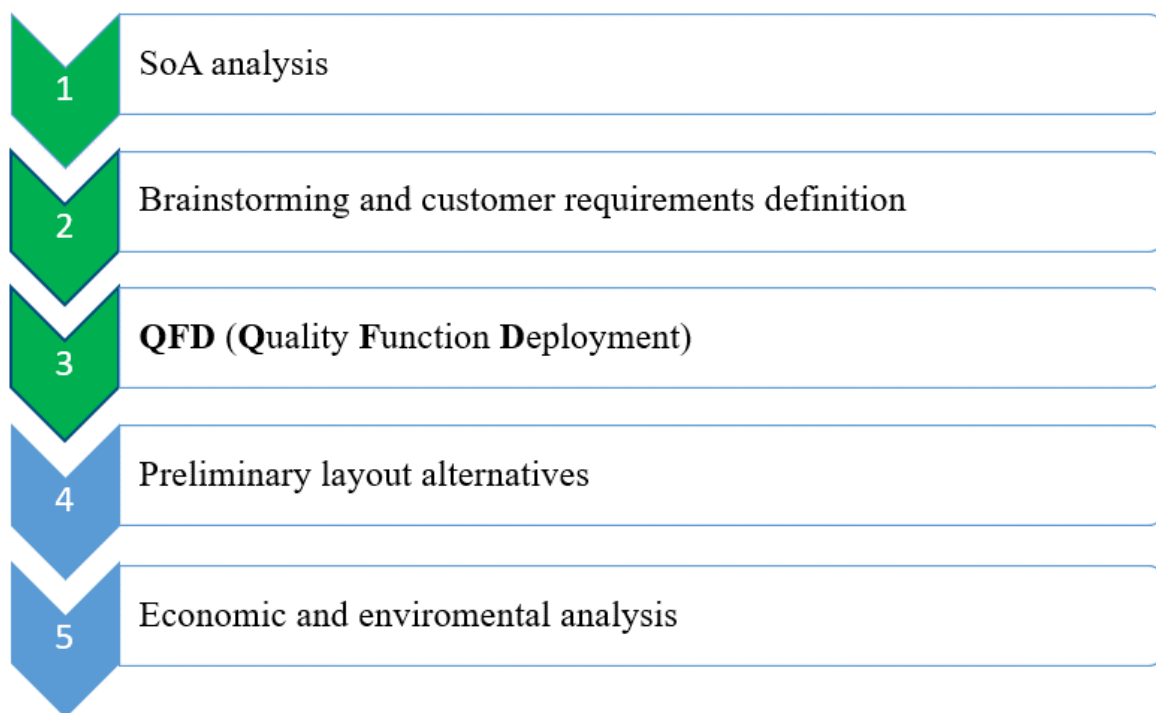 1 SoA analysis
2 Brainstorming and customer requirements definition
3 QFD (Quality Function Deployment)
4 Preliminary layout alternatives
5 Economic and enviromental analysis